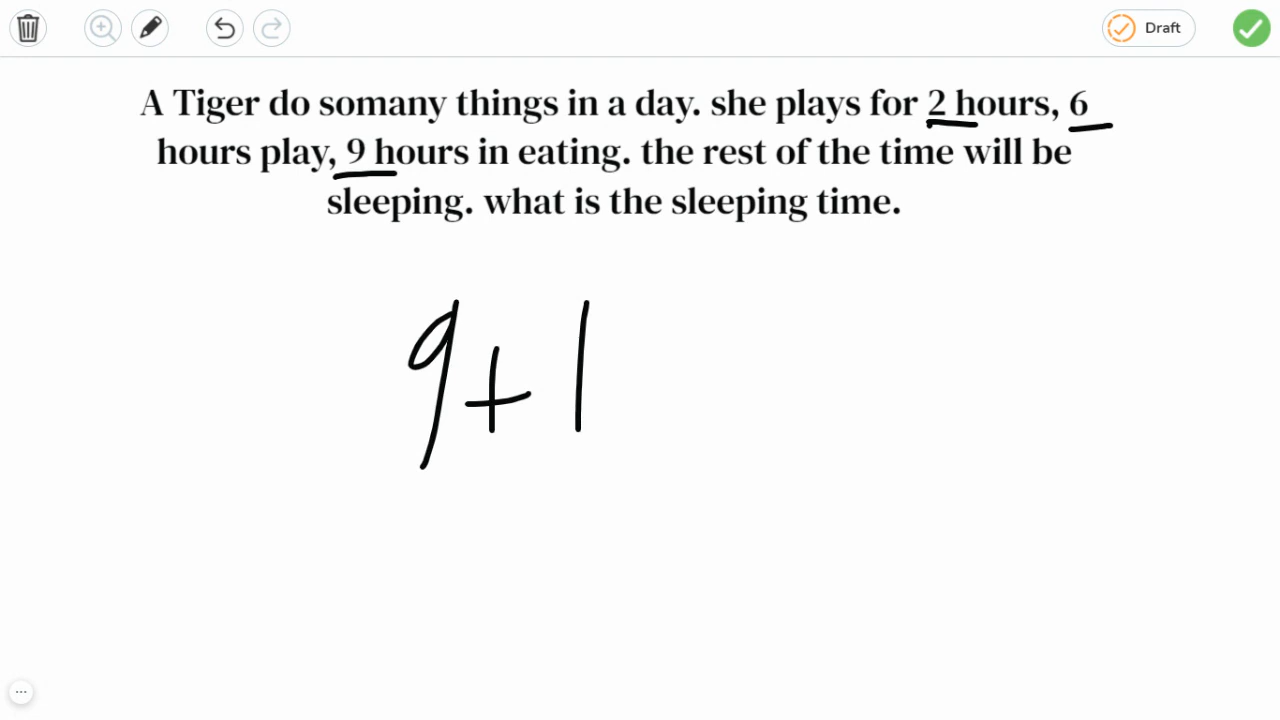 Draft
A Tiger do somany things in a day. she plays for 2 hours, 6
hours play, 9 hours in eating. the rest of the time will be
sleeping. what is the sleeping time.
9+1